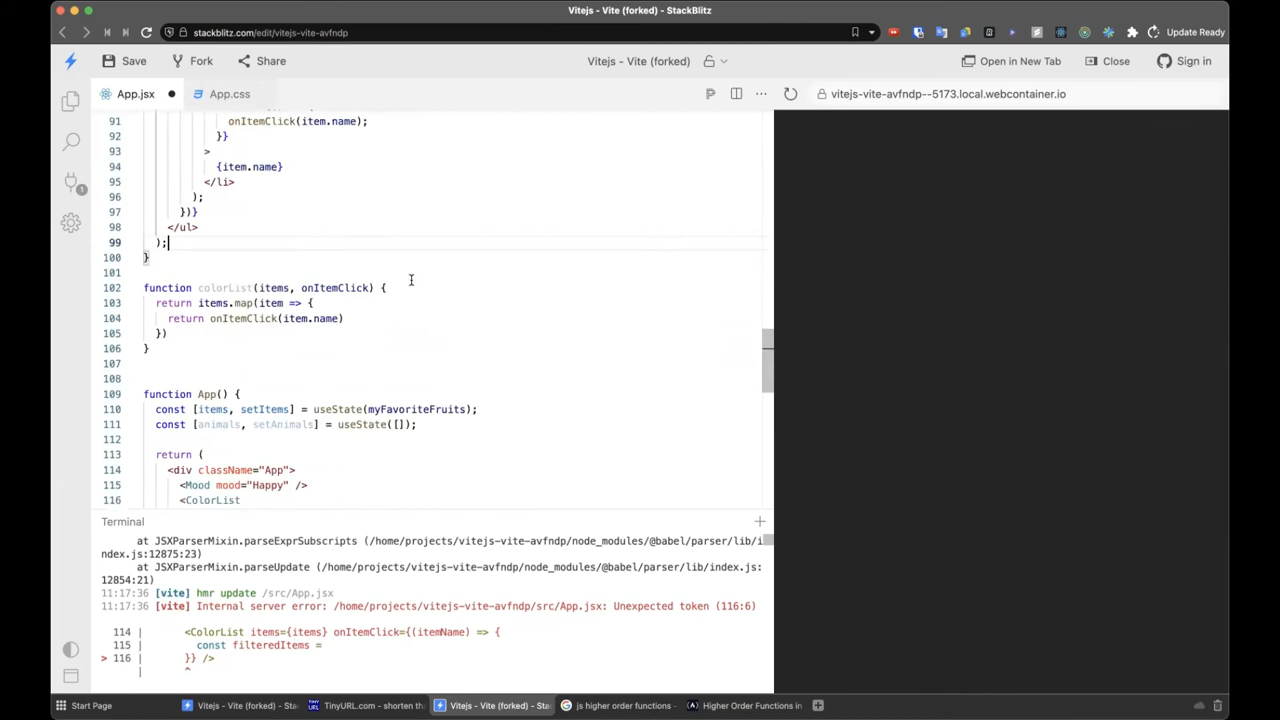 Vitejs - Vite (forked) - StackBlitz
stackblitz.com/edit/vitejs-vite-avfndp
Update Ready
Save
Fork
Share
Vitejs - Vite (forked)
Open in New Tab
Close
Sign in
App.jsx
App.css
vitejs-vite-avfndp--5173.local.webcontainer.io
91 onItemClick(item.name);
92 }}
93 >
94 {item.name}
95 </li>
96 );
97 })}
98 </ul>
99 );
100 }
101
102 function colorList(items, onItemClick) {
103 return items.map(item => {
104 return onItemClick(item.name)
105 })
106 }
107
108
109 function App() {
110 const [items, setItems] = useState(myFavoriteFruits);
111 const [animals, setAnimals] = useState([]);
112
113 return (
114 <div className="App">
115 <Mood mood="Happy" />
116 <ColorList
Terminal
at JSXParserMixin.parseExprSubscripts (/home/projects/vitejs-vite-avfndp/node_modules/@babel/parser/lib/i
ndex.js:12875:23)
at JSXParserMixin.parseUpdate (/home/projects/vitejs-vite-avfndp/node_modules/@babel/parser/lib/index.js:
12854:21)
11:17:36 [vite] hmr update /src/App.jsx
11:17:36 [vite] Internal server error: /home/projects/vitejs-vite-avfndp/src/App.jsx: Unexpected token (116:6)
114 | <ColorList items={items} onItemClick={(itemName) => {
115 | const filteredItems =
> 116 | }} />
| ^
Start Page
Vitejs - Vite (forked) - Sta
TinyURL.com - shorten th
Vitejs - Vite (forked) - Stac
js higher order functions -
Higher Order Functions in